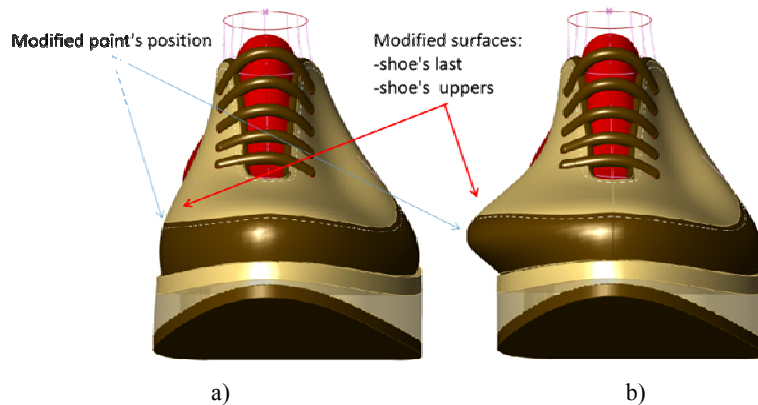 Modified point's position
Modified surfaces:
-shoe's last
-shoe's uppers
a)
b)